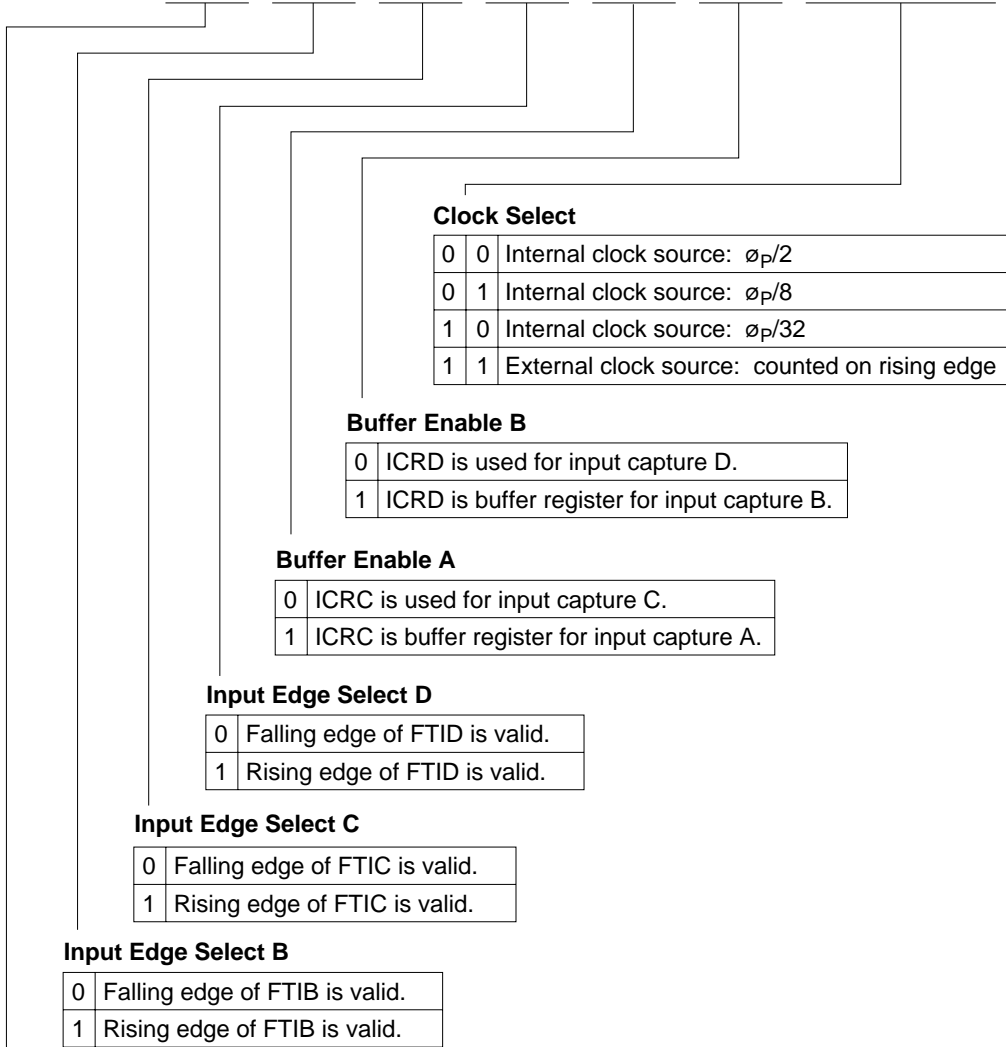 Clock Select
0 0 Internal clock source: øP/2
0 1 Internal clock source: øP/8
1 0 Internal clock source: øP/32
1 1 External clock source: counted on rising edge
Buffer Enable B
0 ICRD is used for input capture D.
1 ICRD is buffer register for input capture B.
Buffer Enable A
0 ICRC is used for input capture C.
1 ICRC is buffer register for input capture A.
Input Edge Select D
0 Falling edge of FTID is valid.
1 Rising edge of FTID is valid.
Input Edge Select C
0 Falling edge of FTIC is valid.
1 Rising edge of FTIC is valid.
Input Edge Select B
0 Falling edge of FTIB is valid.
1 Rising edge of FTIB is valid.